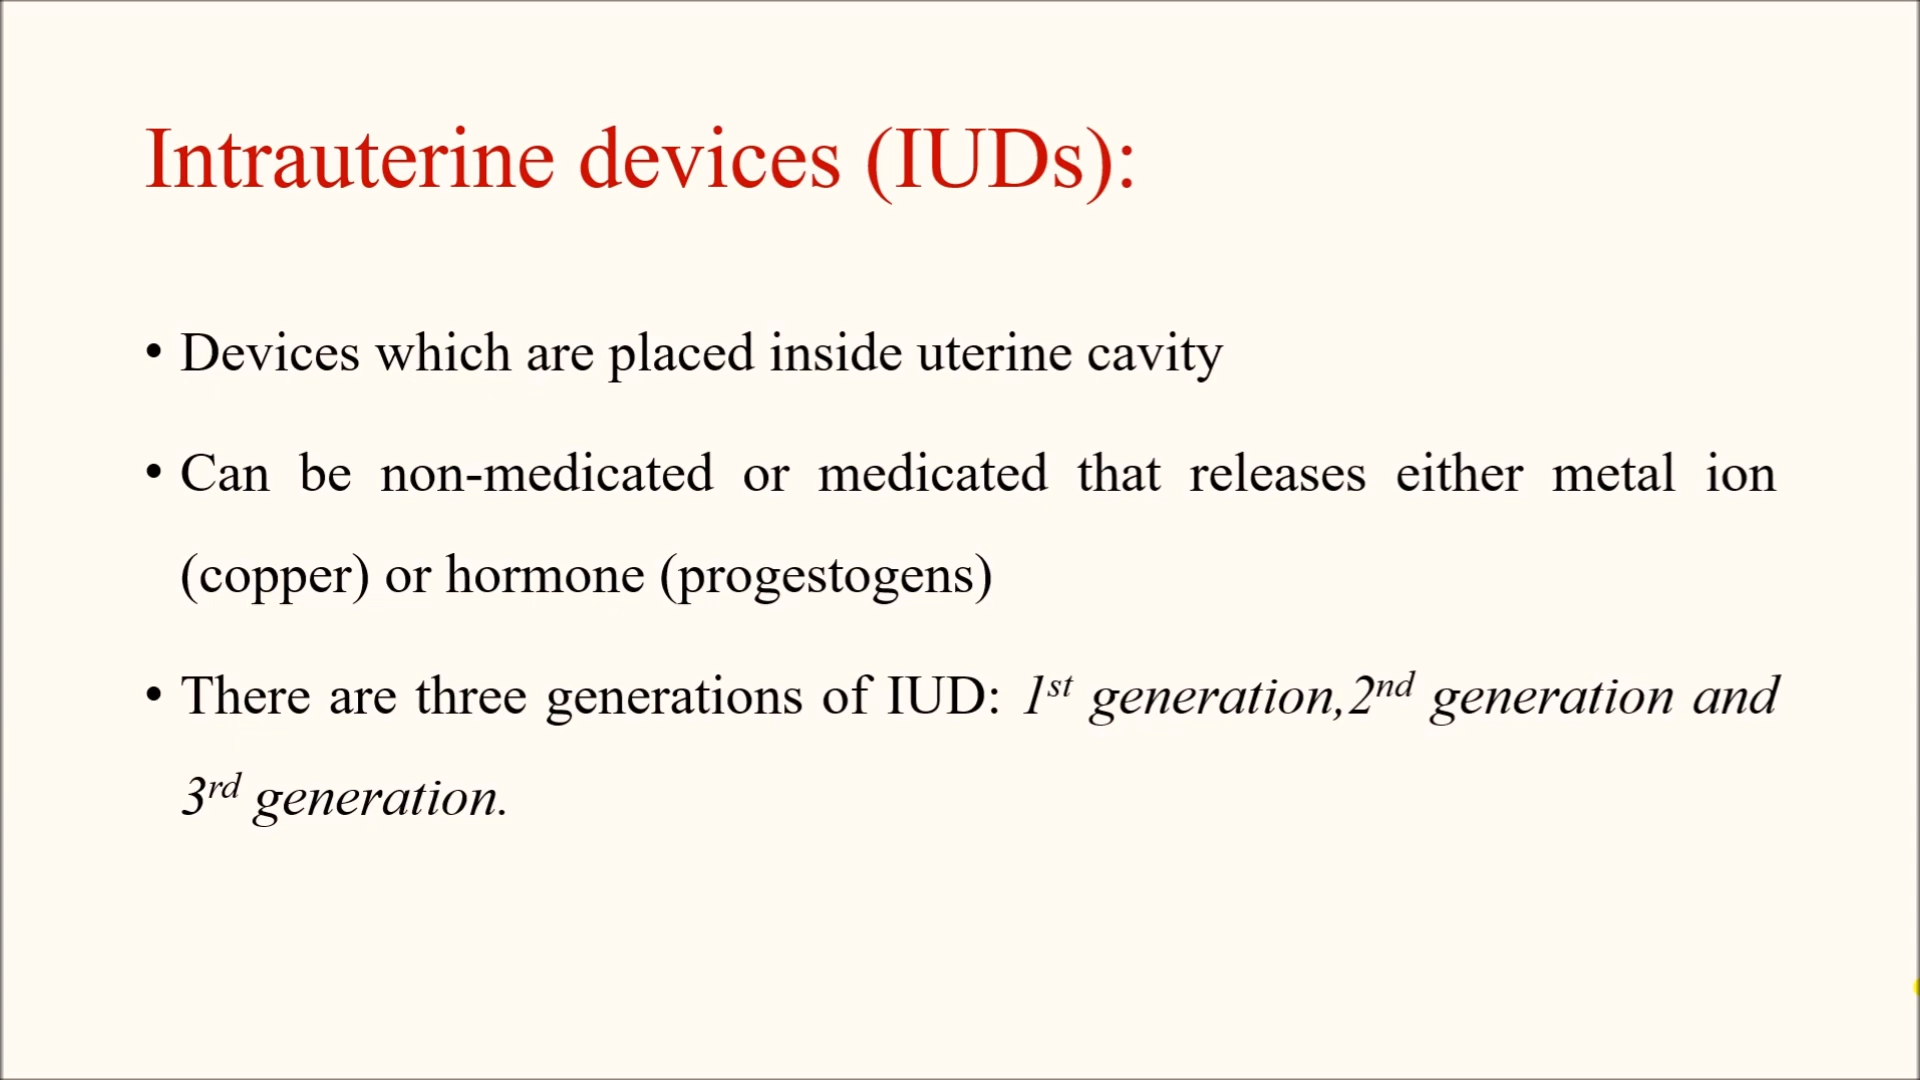 Intrauterine devices (IUDs):
• Devices which are placed inside uterine cavity
• Can be non-medicated or medicated that releases either metal ion
(copper) or hormone (progestogens)
• There are three generations of IUD: 1st generation,2nd generation and
3rd generation.